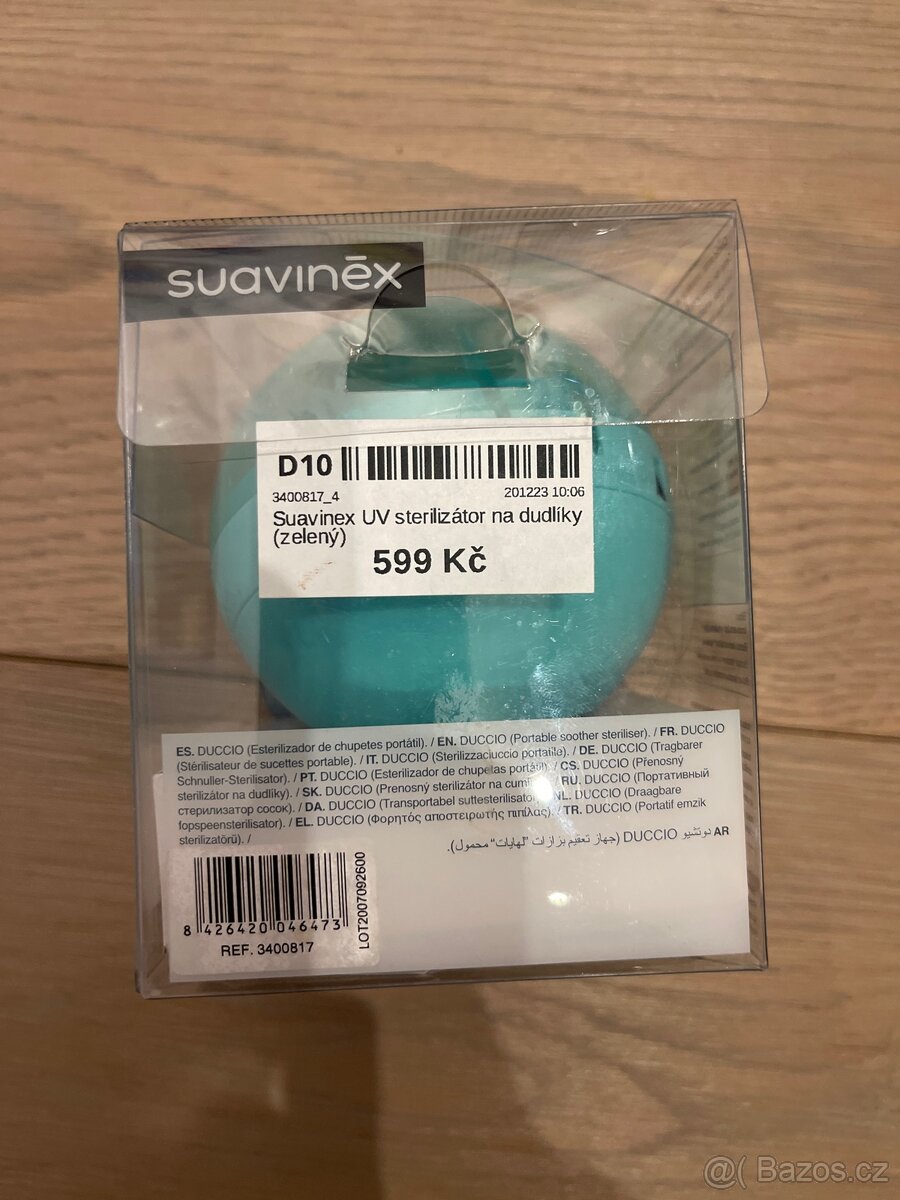 suavinēx
D10
3400817_4 201223 10:06
Suavinex UV sterilizátor na dudlíky
(zelený)
599 Kč
ES. DUCCIO (Esterilizador de chupetes portátil). / EN. DUCCIO (Portable soother steriliser). / FR. DUCCIO
(Stérilisateur de sucettes portable). / IT. DUCCIO (Sterilizzaciuccio portatile). / DE. DUCCIO (Tragbarer
Schnuller-Sterilisator). / PT. DUCCIO (Esterilizador de chupetas portátil). / CS. DUCCIO (Přenosný
sterilizátor na dudlíky). / SK. DUCCIO (Prenosný sterilizátor na cumlíky). / RU. DUCCIO (Портативный
стерилизатор сосок). / DA. DUCCIO (Transportabel suttesterilisator). / NL. DUCCIO (Draagbare
fopspeensterilisator). / EL. DUCCIO (Φορητός αποστειρωτής πιπίλας). / TR. DUCCIO (Portatif emzik
sterilizatörü). /
AR دوتشيو DUCCIO (جهاز تعقيم بزازات "لهايات" محمول).
8 426420 046473
REF. 3400817
LOT2007092600
@( Bazos.cz